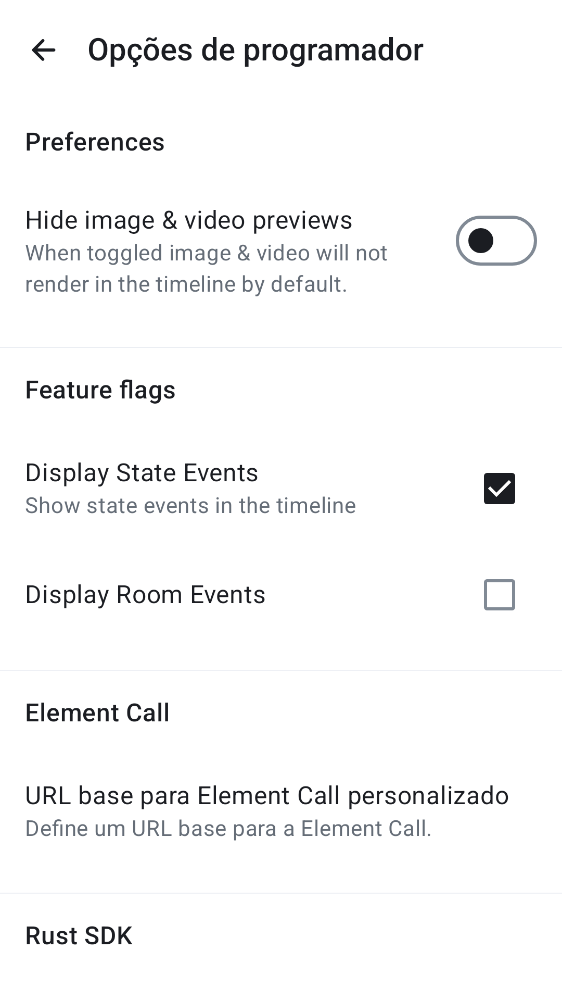 Opções de programador
Preferences
Hide image & video previews
When toggled image & video will not
render in the timeline by default.
Feature flags
Display State Events
Show state events in the timeline
Display Room Events
Element Call
URL base para Element Call personalizado
Define um URL base para a Element Call.
Rust SDK